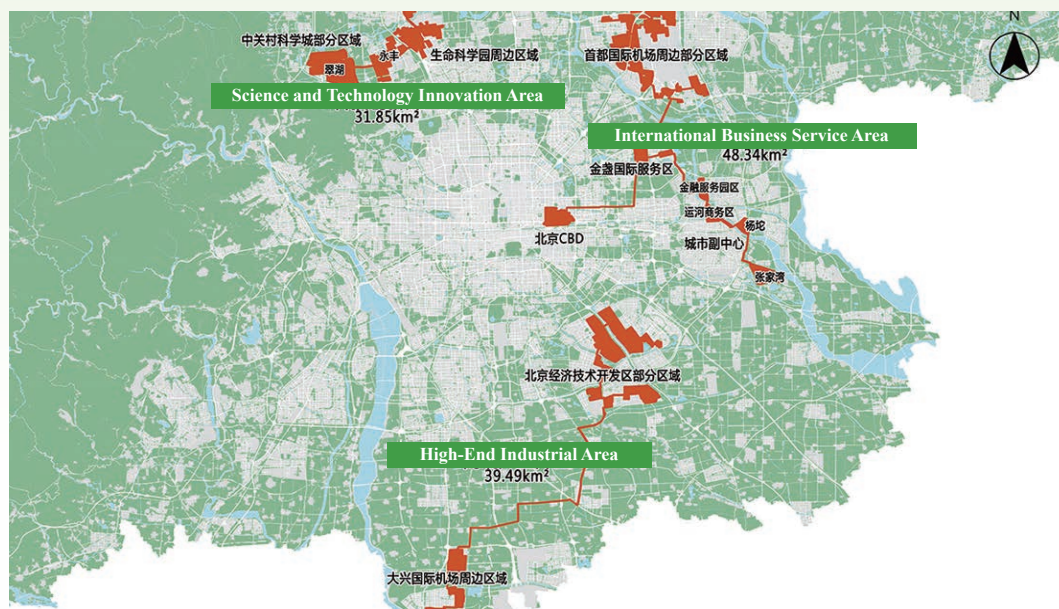 N
中关村科学城部分区域
永丰
生命科学园周边区域
首都国际机场周边部分区域
翠湖
Science and Technology Innovation Area
31.85km²
International Business Service Area
48.34km²
金盏国际服务区
金融服务园区
运河商务区
杨坨
北京CBD
城市副中心
张家湾
北京经济技术开发区部分区域
High-End Industrial Area
39.49km²
大兴国际机场周边区域